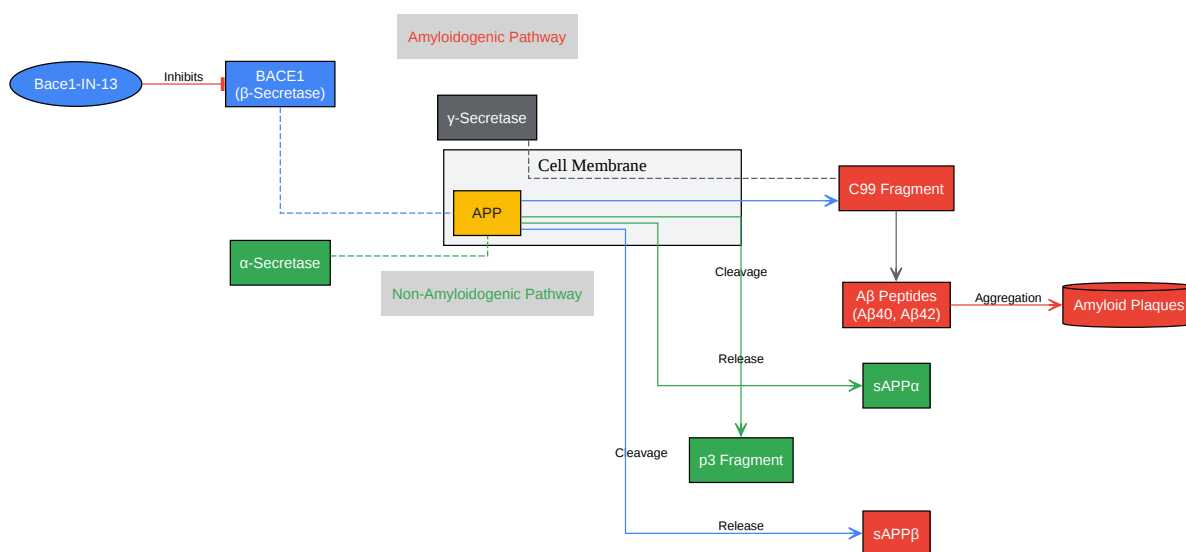 Amyloidogenic Pathway
Bace1-IN-13
Inhibits
BACE1
(β-Secretase)
γ-Secretase
Cell Membrane
APP
C99 Fragment
α-Secretase
Non-Amyloidogenic Pathway
Cleavage
Aβ Peptides
(Aβ40, Aβ42)
Aggregation
Amyloid Plaques
Release
sAPPα
Cleavage
p3 Fragment
Release
sAPPβ